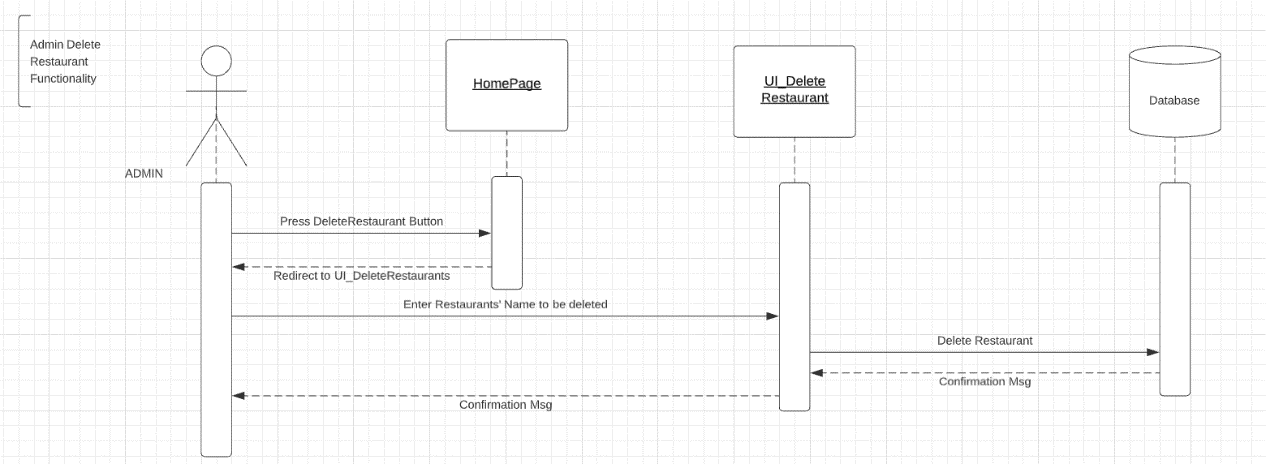 Admin Delete
Restaurant
Functionality
HomePage
UI_Delete
Restaurant
Database
ADMIN
Press DeleteRestaurant Button
Redirect to UI_DeleteRestaurants
Enter Restaurants' Name to be deleted
Delete Restaurant
Confirmation Msg
Confirmation Msg